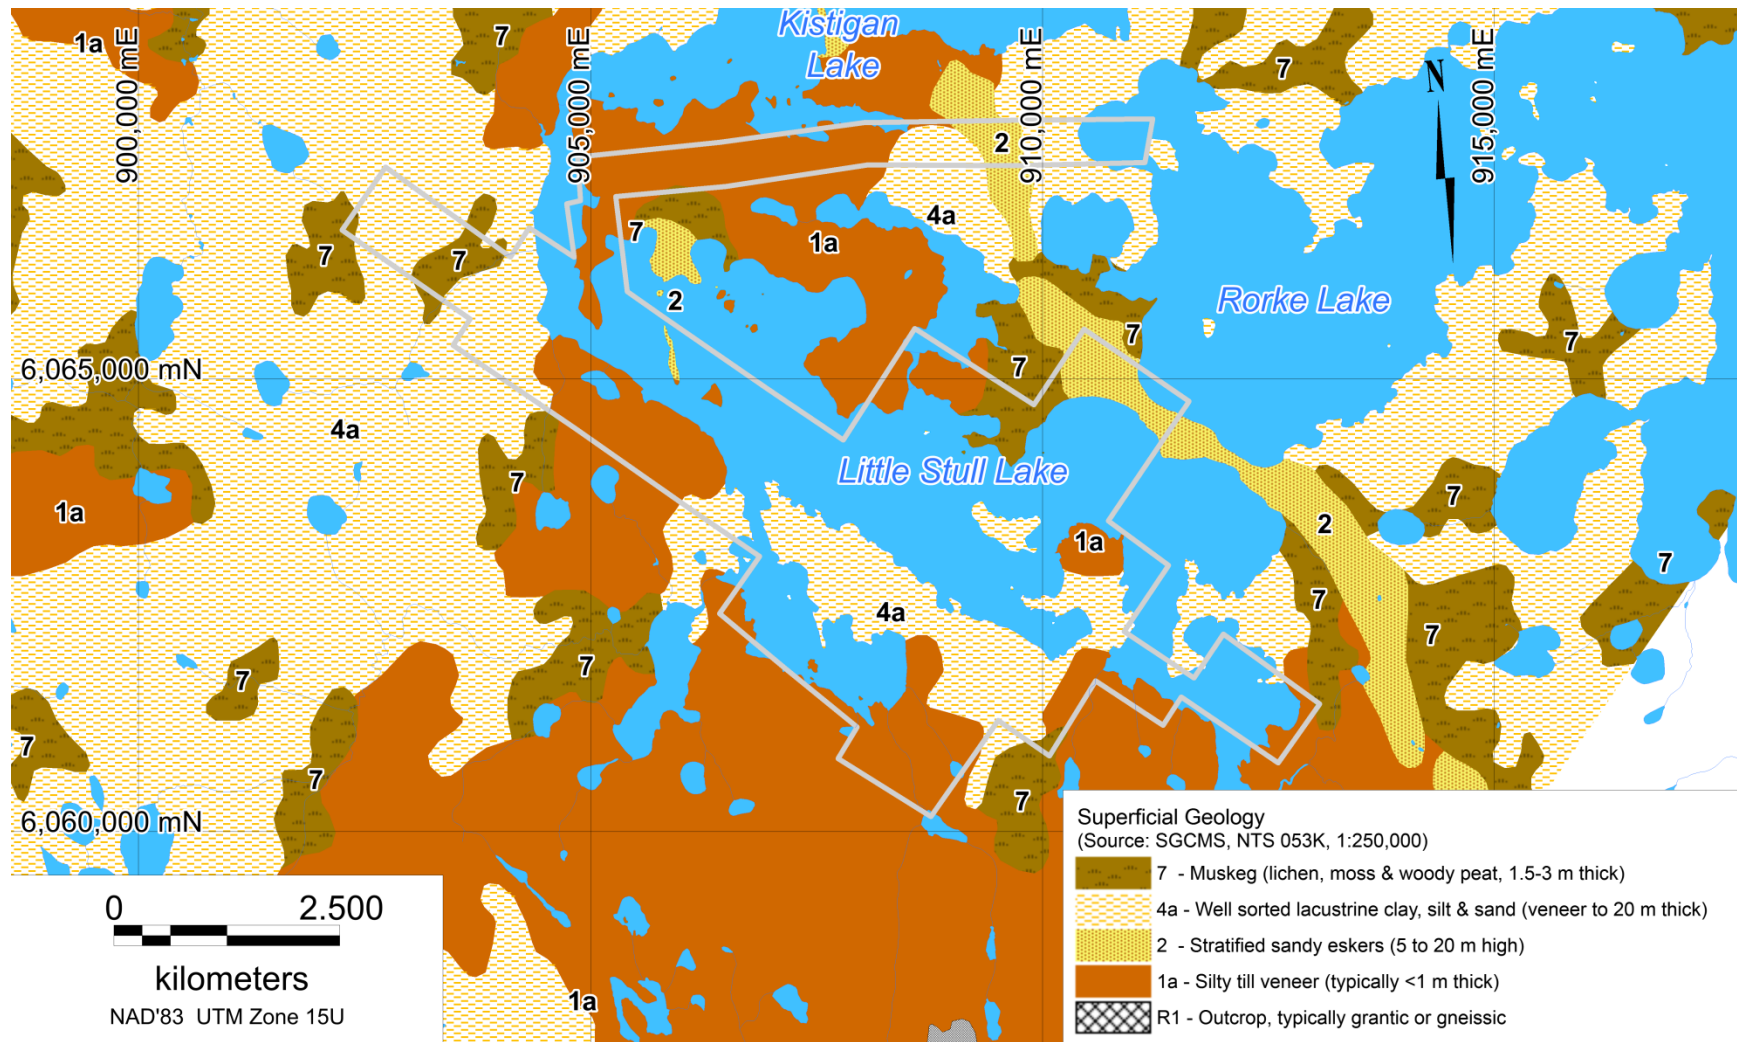 Kistigan
Lake
1a
7
7
N
900,000 mE
905,000 mE
910,000 mE
915,000 mE
2
4a
7
1a
7
7
2
Rorke Lake
7
7
7
6,065,000 mN
4a
Little Stull Lake
7
7
1a
2
1a
7
4a
7
7
7
7
7
7
7
6,060,000 mN
1a
0 2.500
kilometers
NAD'83 UTM Zone 15U
Superficial Geology
(Source: SGCMS, NTS 053K, 1:250,000)
7 - Muskeg (lichen, moss & woody peat, 1.5-3 m thick)
4a - Well sorted lacustrine clay, silt & sand (veneer to 20 m thick)
2 - Stratified sandy eskers (5 to 20 m high)
1a - Silty till veneer (typically <1 m thick)
R1 - Outcrop, typically grantic or gneissic